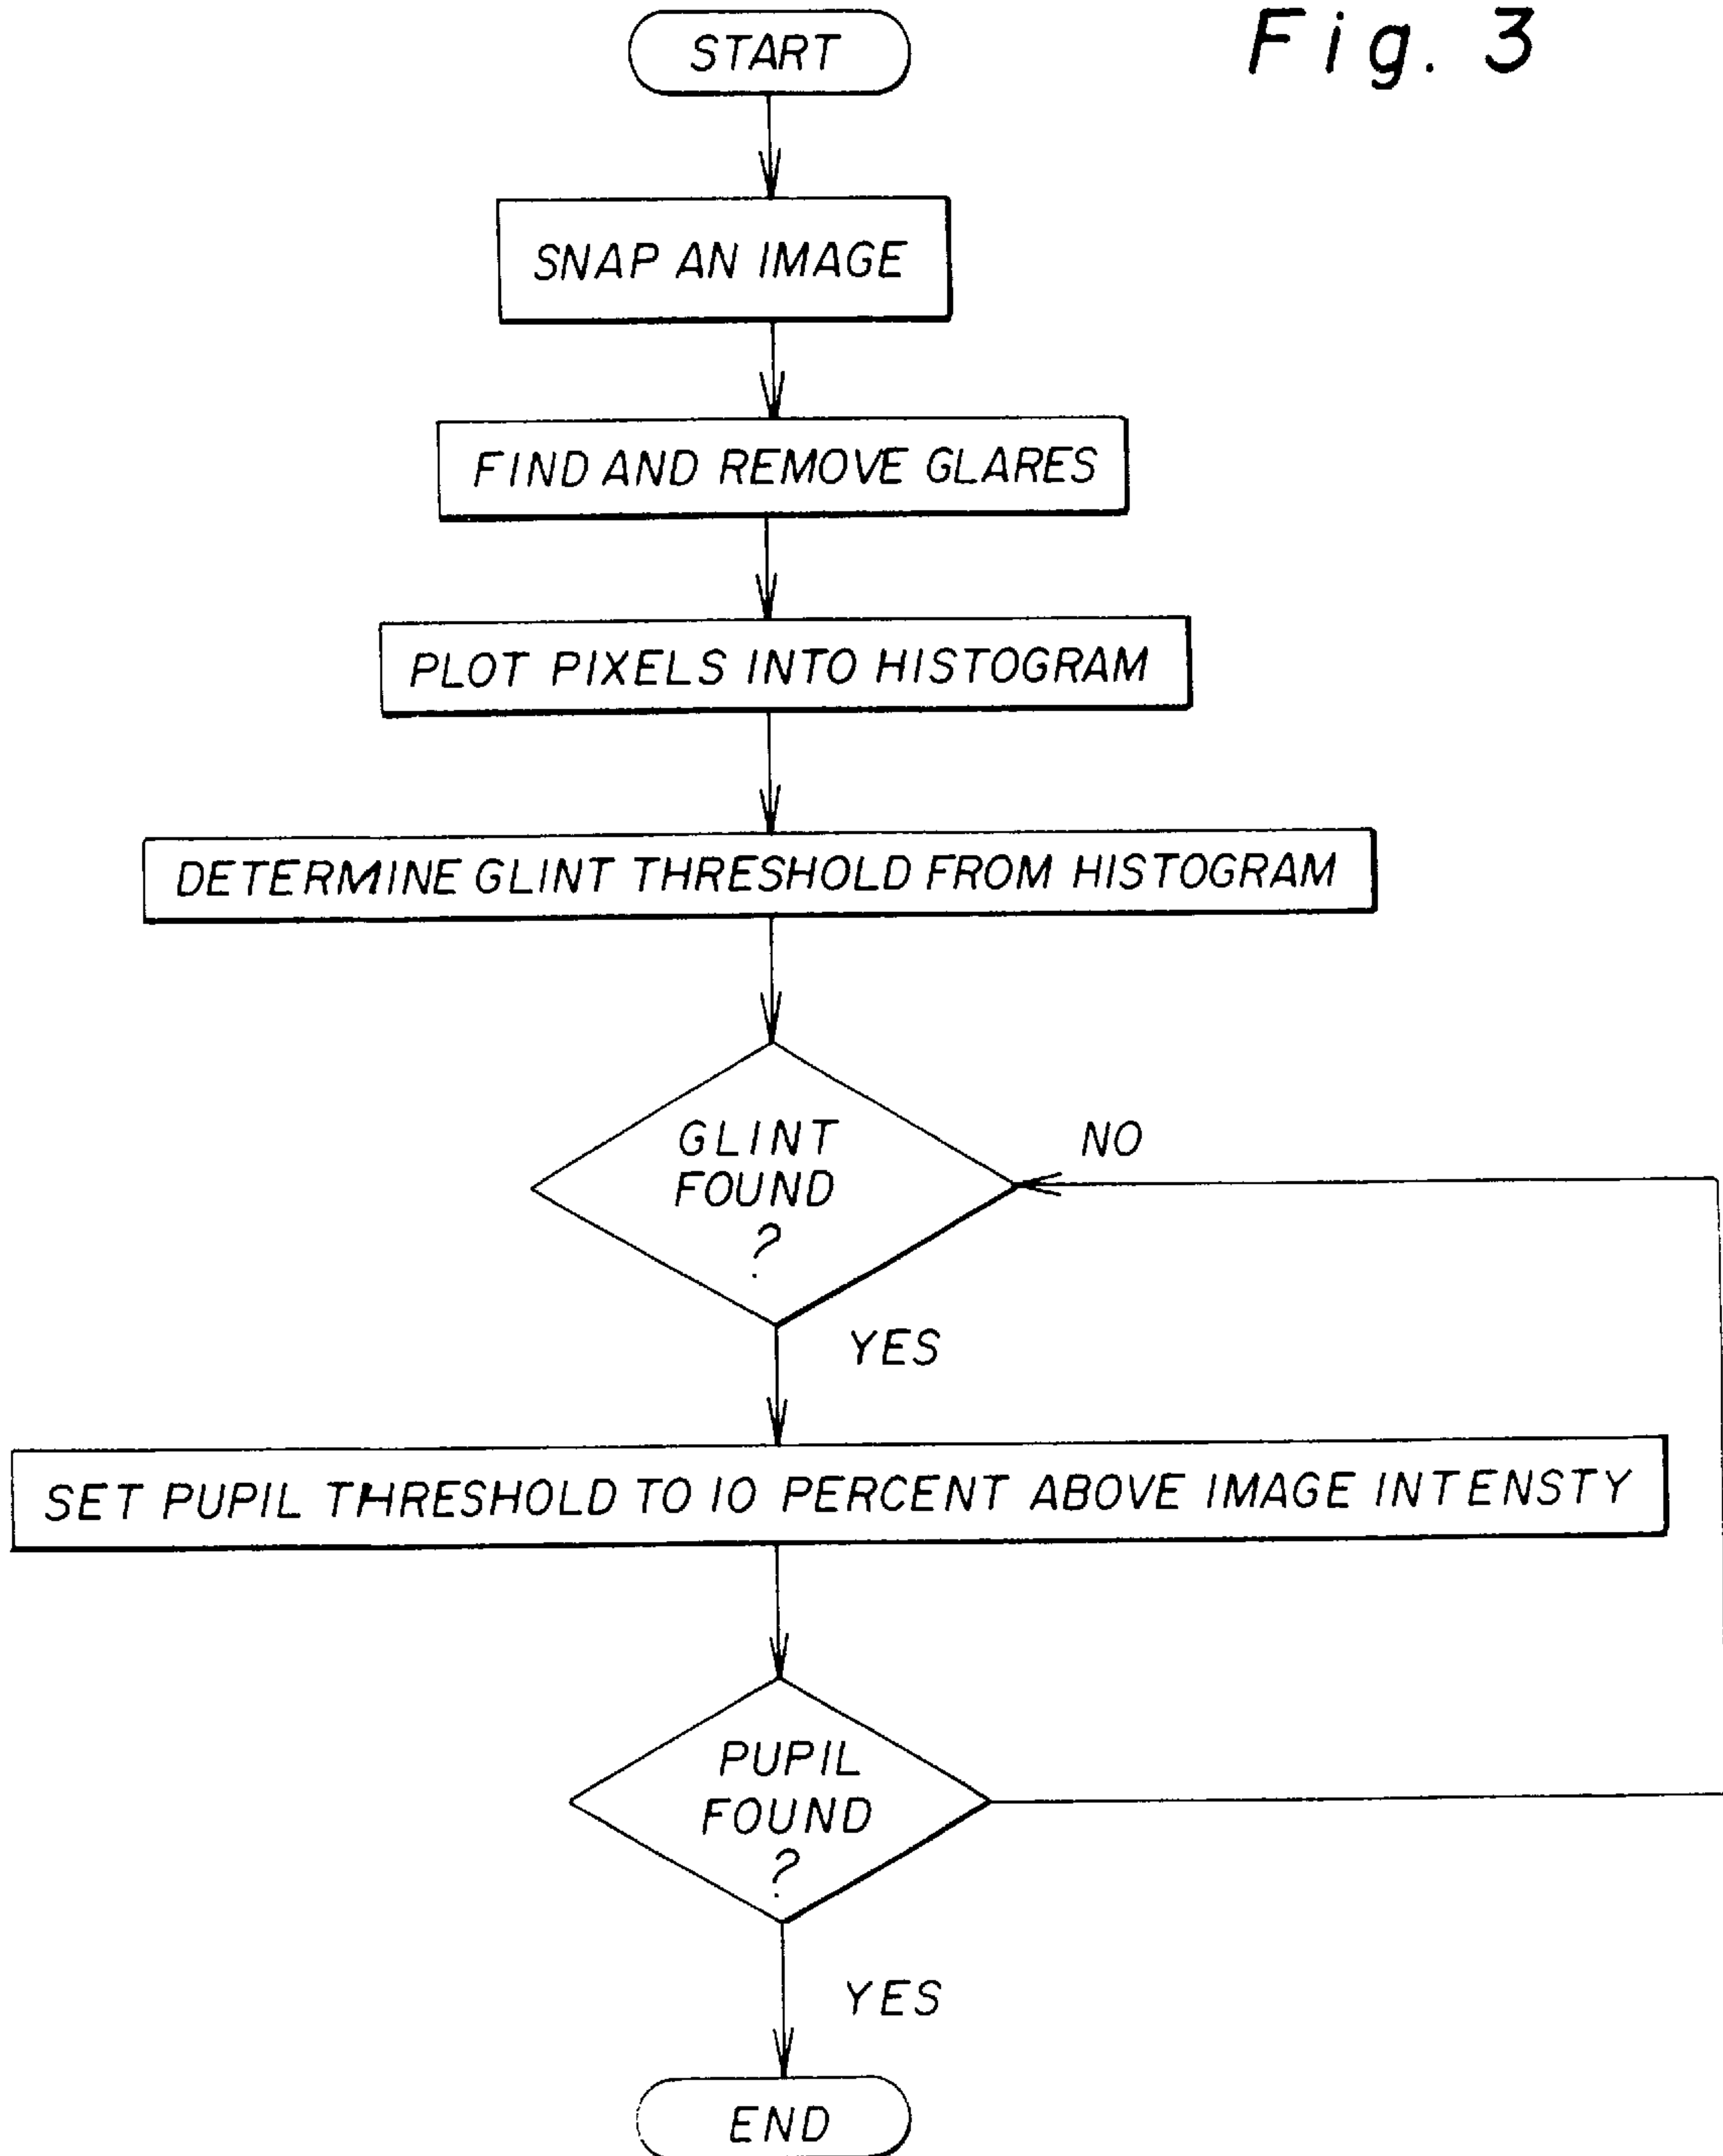 Fig. 3
START
SNAP AN IMAGE
FIND AND REMOVE GLARES
PLOT PIXELS INTO HISTOGRAM
DETERMINE GLINT THRESHOLD FROM HISTOGRAM
GLINT
FOUND
?
NO
YES
SET PUPIL THRESHOLD TO 10 PERCENT ABOVE IMAGE INTENSTY
PUPIL
FOUND
?
YES
END